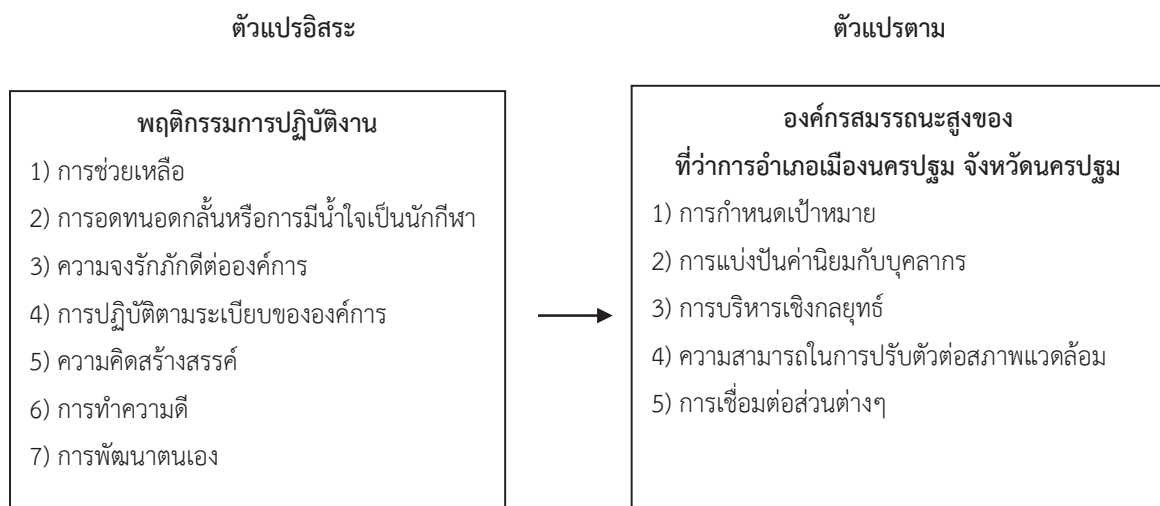 ตัวแปรอิสระ
ตัวแปรตาม
พฤติกรรมการปฏิบัติงาน
1) การช่วยเหลือ
2) การอดทนอดกลั้นหรือการมีน้ำใจเป็นนักกีฬา
3) ความจงรักภักดีต่อองค์การ
4) การปฏิบัติตามระเบียบขององค์การ
5) ความคิดสร้างสรรค์
6) การทำความดี
7) การพัฒนาตนเอง
องค์กรสมรรถนะสูงของ
ที่ว่าการอำเภอเมืองนครปฐม จังหวัดนครปฐม
1) การกำหนดเป้าหมาย
2) การแบ่งปันค่านิยมกับบุคลากร
3) การบริหารเชิงกลยุทธ์
4) ความสามารถในการปรับตัวต่อสภาพแวดล้อม
5) การเชื่อมต่อส่วนต่างๆ